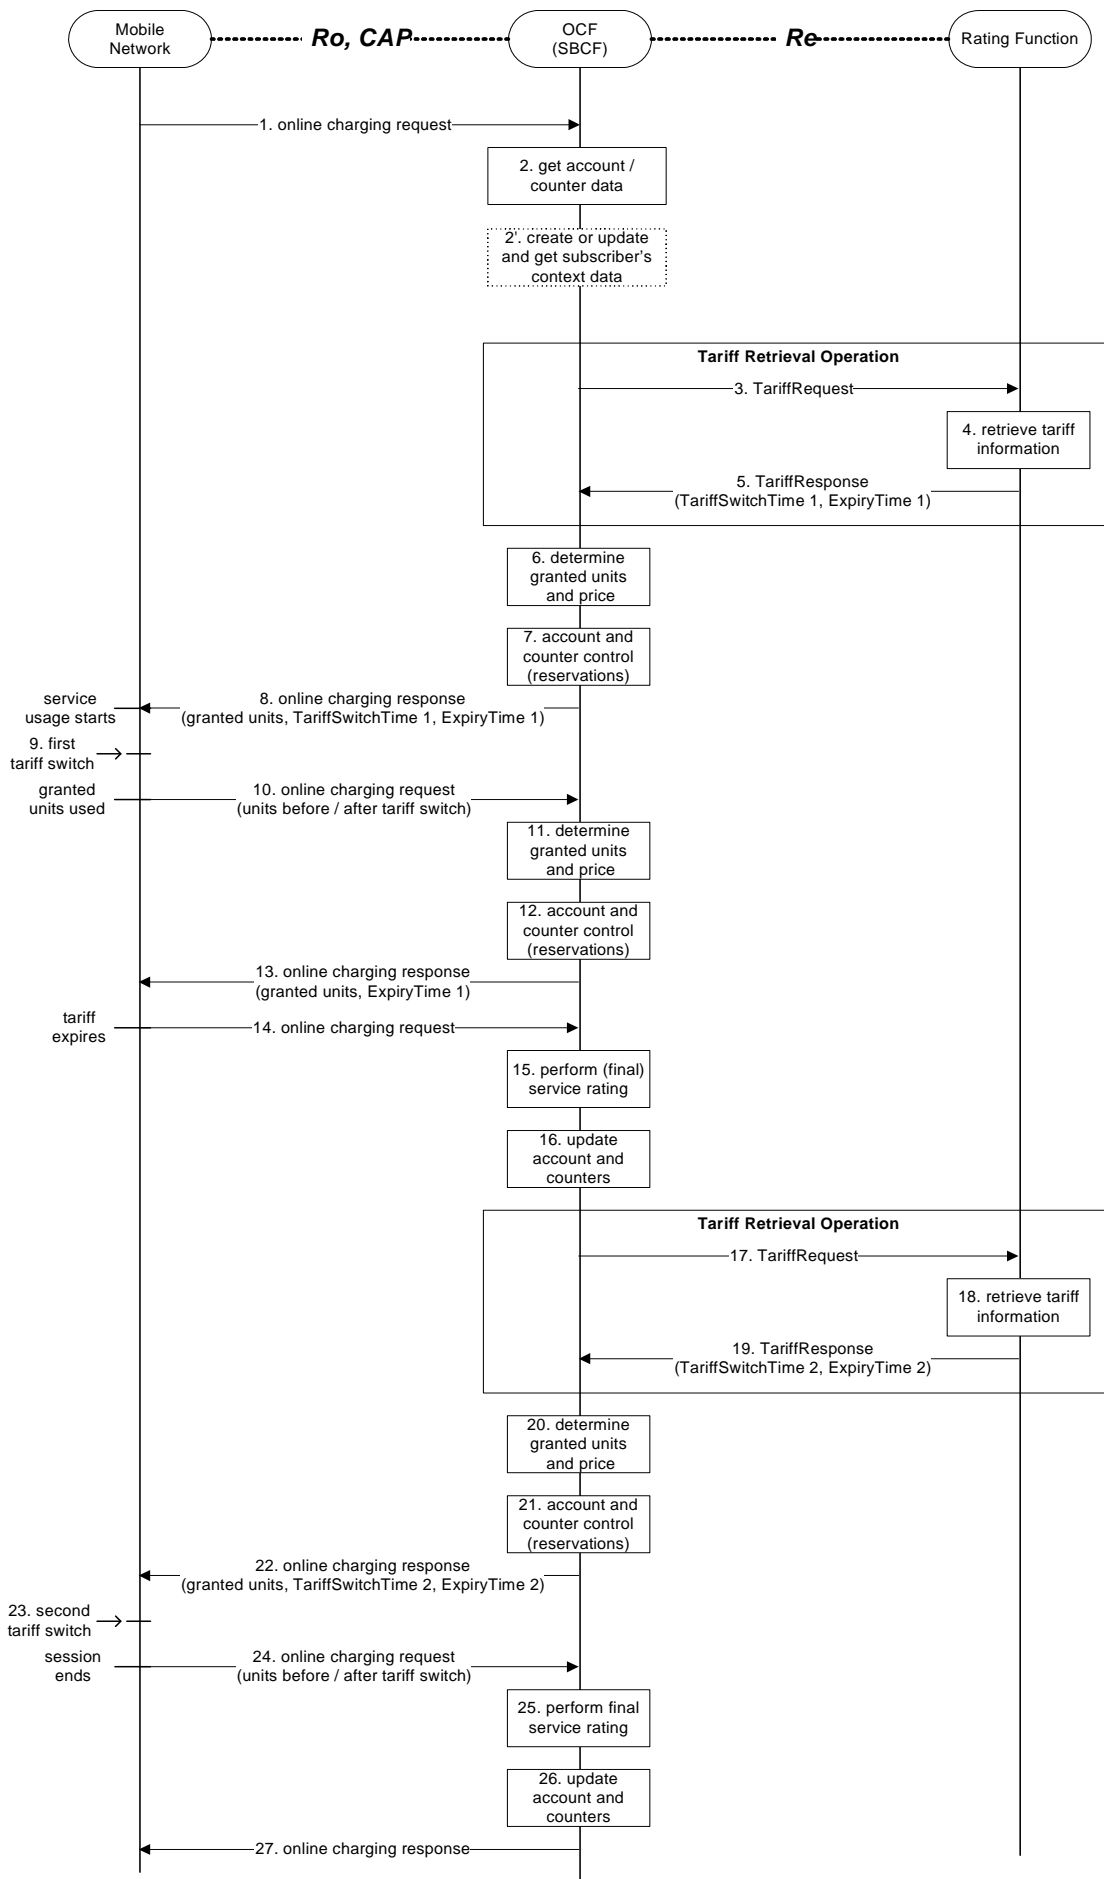 Mobile
Network
Ro, CAP
OCF
(SBCF)
Re
Rating Function
1. online charging request
2. get account /
counter data
2'. create or update
and get subscriber's
context data
Tariff Retrieval Operation
3. TariffRequest
4. retrieve tariff
information
5. TariffResponse
(TariffSwitchTime 1, ExpiryTime 1)
6. determine
granted units
and price
7. account and
counter control
(reservations)
service
usage starts
8. online charging response
(granted units, TariffSwitchTime 1, ExpiryTime 1)
9. first
tariff switch
granted
units used
10. online charging request
(units before / after tariff switch)
11. determine
granted units
and price
12. account and
counter control
(reservations)
13. online charging response
(granted units, ExpiryTime 1)
tariff
expires
14. online charging request
15. perform (final)
service rating
16. update
account and
counters
Tariff Retrieval Operation
17. TariffRequest
18. retrieve tariff
information
19. TariffResponse
(TariffSwitchTime 2, ExpiryTime 2)
20. determine
granted units
and price
21. account and
counter control
(reservations)
22. online charging response
(granted units, TariffSwitchTime 2, ExpiryTime 2)
23. second
tariff switch
session
ends
24. online charging request
(units before / after tariff switch)
25. perform final
service rating
26. update
account and
counters
27. online charging response